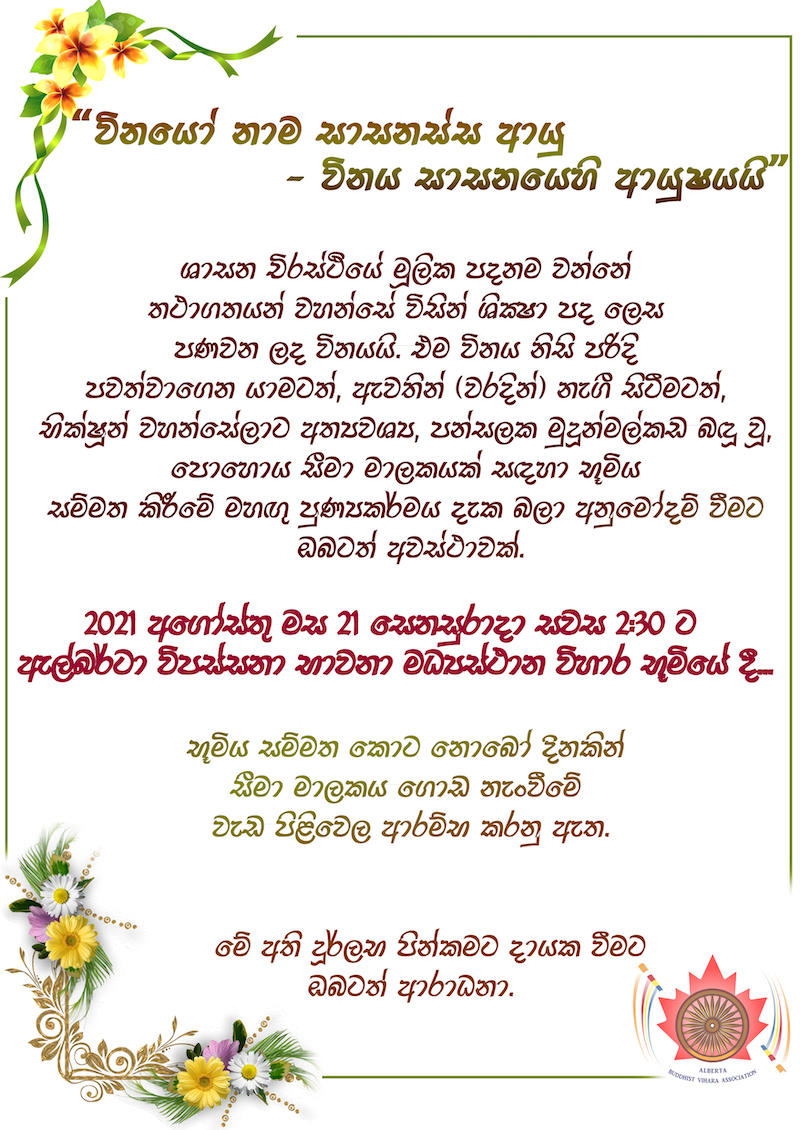 “විනයෝ නාම සාසනස්ස ආයු
- විනය සාසනයෙහි ආයුෂයයි”
ශාසන චිරස්ථියේ මූලික පදනම වන්නේ
තථාගතයන් වහන්සේ විසින් ශික්‍ෂා පද ලෙස
පණවන ලද විනයයි. එම විනය නිසි පරිදි
පවත්වාගෙන යාමටත්, ඇවතින් (වරදින්) නැගී සිටීමටත්,
භික්ෂූන් වහන්සේලාට අත්‍යවශ්‍ය, පන්සලක මුදුන්මල්කඩ බඳු වූ,
පොහොය සීමා මාලකයක් සඳහා භූමිය
සම්මත කිරීමේ මහඟු පුණ්‍යකර්මය දැක බලා අනුමෝදම් වීමට
ඔබටත් අවස්ථාවක්.
2021 අගෝස්තු මස 21 සෙනසුරාදා සවස 2:30 ට
ඇල්බර්ටා විපස්සනා භාවනා මධ්‍යස්ථාන විහාර භූමියේ දී...
භූමිය සම්මත කොට නොබෝ දිනකින්
සීමා මාලකය ගොඩ නැංවීමේ
වැඩ පිළිවෙල ආරම්භ කරනු ඇත.
මේ අති දූර්ලභ පින්කමට දායක වීමට
ඔබටත් ආරාධනා.
ALBERTA
BUDDHIST VIHARA ASSOCIATION